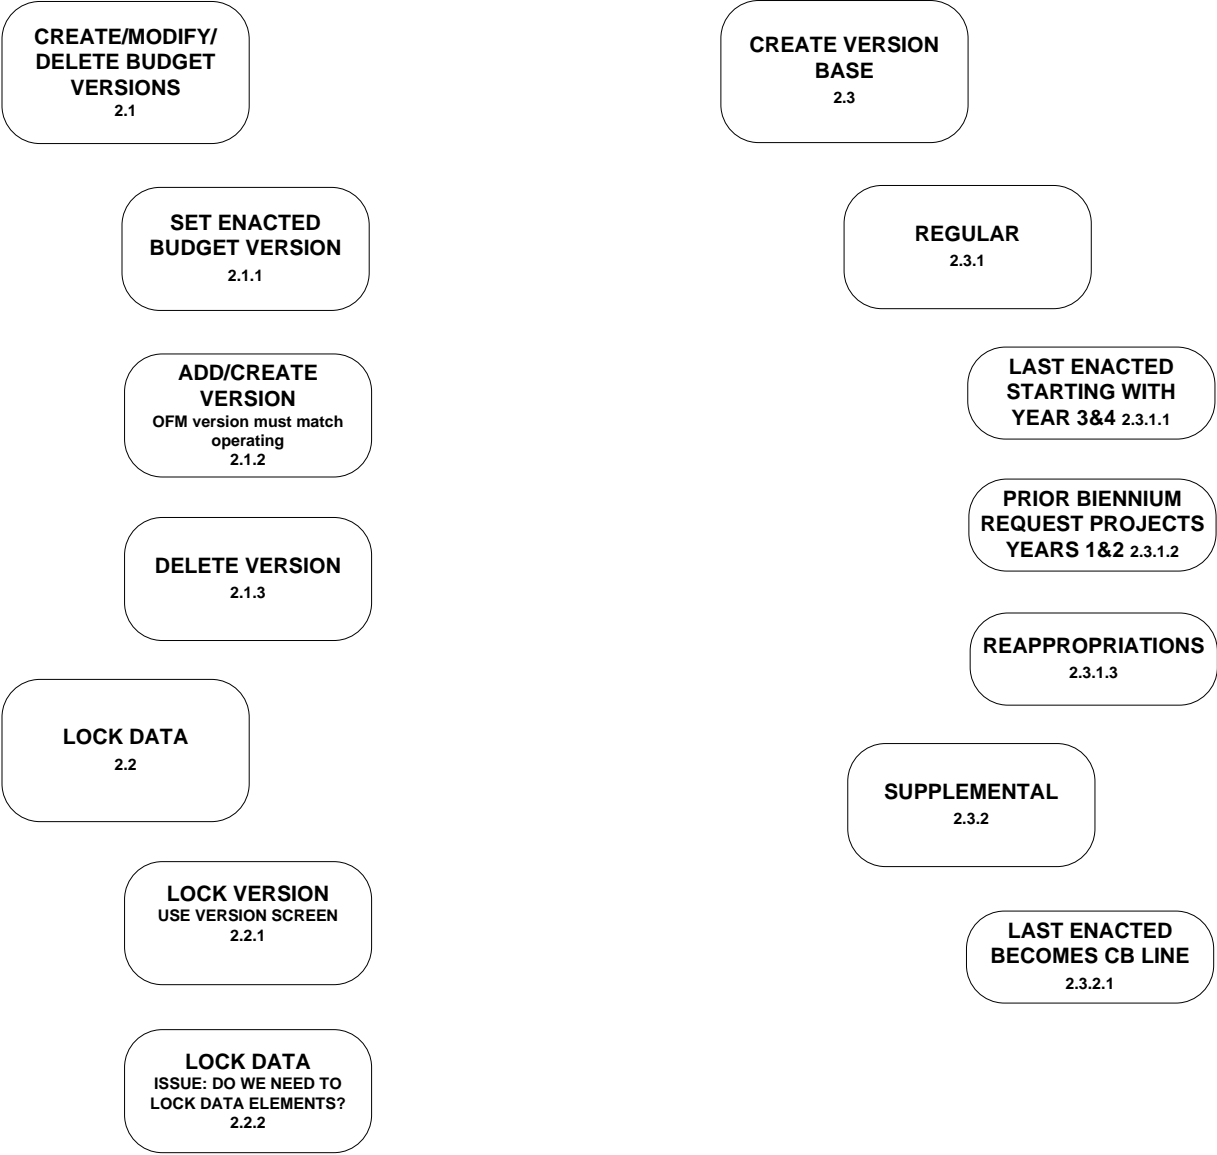 CREATE/MODIFY/
DELETE BUDGET
VERSIONS
2.1
SET ENACTED
BUDGET VERSION
2.1.1
ADD/CREATE
VERSION
OFM version must match
operating
2.1.2
DELETE VERSION
2.1.3
LOCK DATA
2.2
LOCK VERSION
USE VERSION SCREEN
2.2.1
LOCK DATA
ISSUE: DO WE NEED TO
LOCK DATA ELEMENTS?
2.2.2
CREATE VERSION
BASE
2.3
REGULAR
2.3.1
LAST ENACTED
STARTING WITH
YEAR 3&4 2.3.1.1
PRIOR BIENNIUM
REQUEST PROJECTS
YEARS 1&2 2.3.1.2
REAPPROPRIATIONS
2.3.1.3
SUPPLEMENTAL
2.3.2
LAST ENACTED
BECOMES CB LINE
2.3.2.1